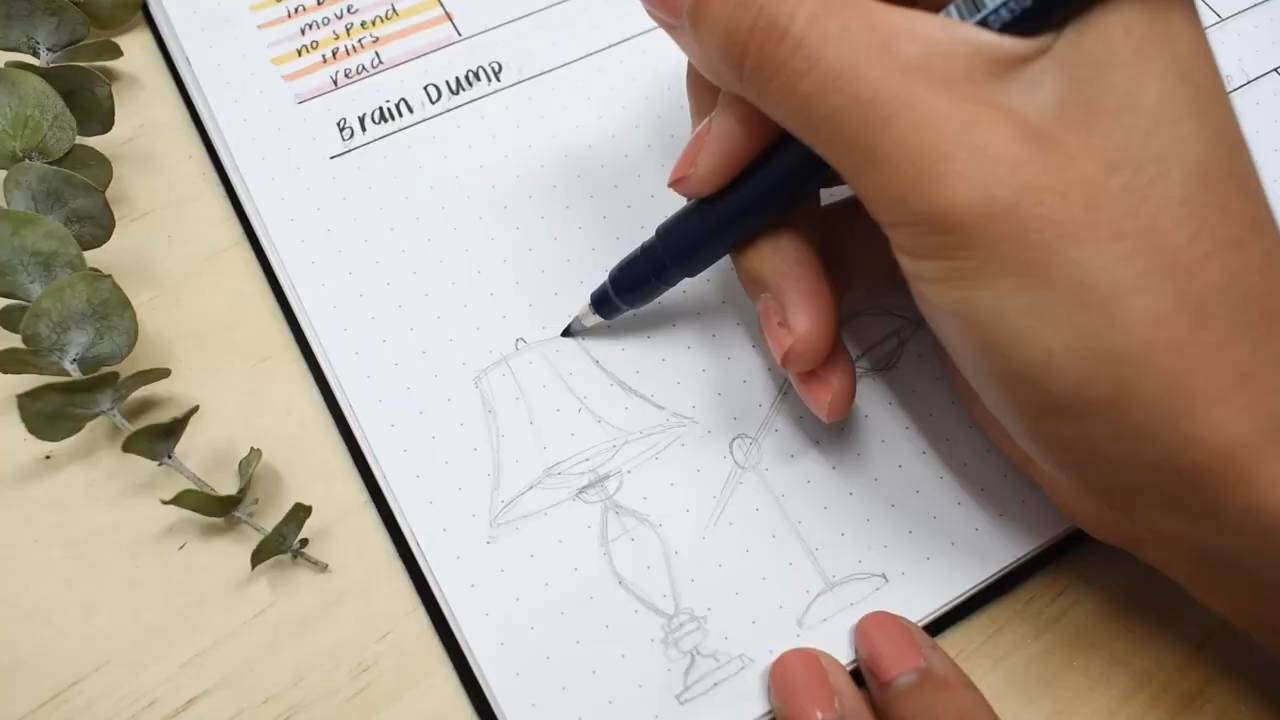 move
no spend
splits
read
Brain Dump